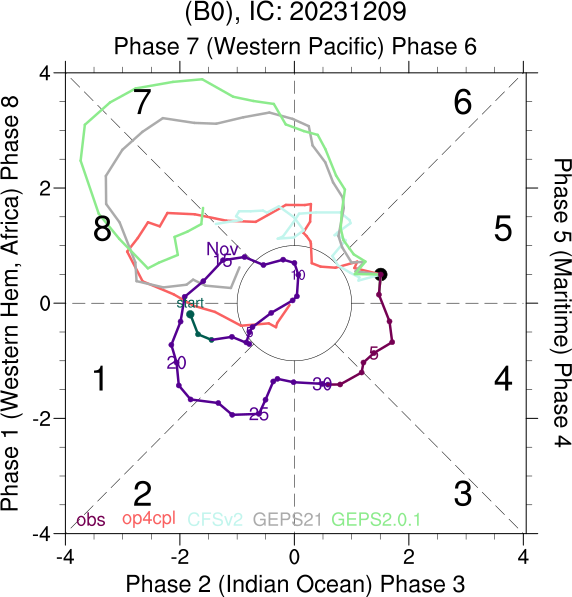 (B0), IC: 20231209
Phase 7 (Western Pacific) Phase 6
4
7
6
Phase 1 (Western Hem, Africa) Phase 8
2
8
5
Nov
15
10
start
0
5
20
5
1
4
30
25
-2
Phase 5 (Maritime) Phase 4
2
3
obs op4cpl CFSv2 GEPS21 GEPS2.0.1
-4
-4 -2 0 2 4
Phase 2 (Indian Ocean) Phase 3